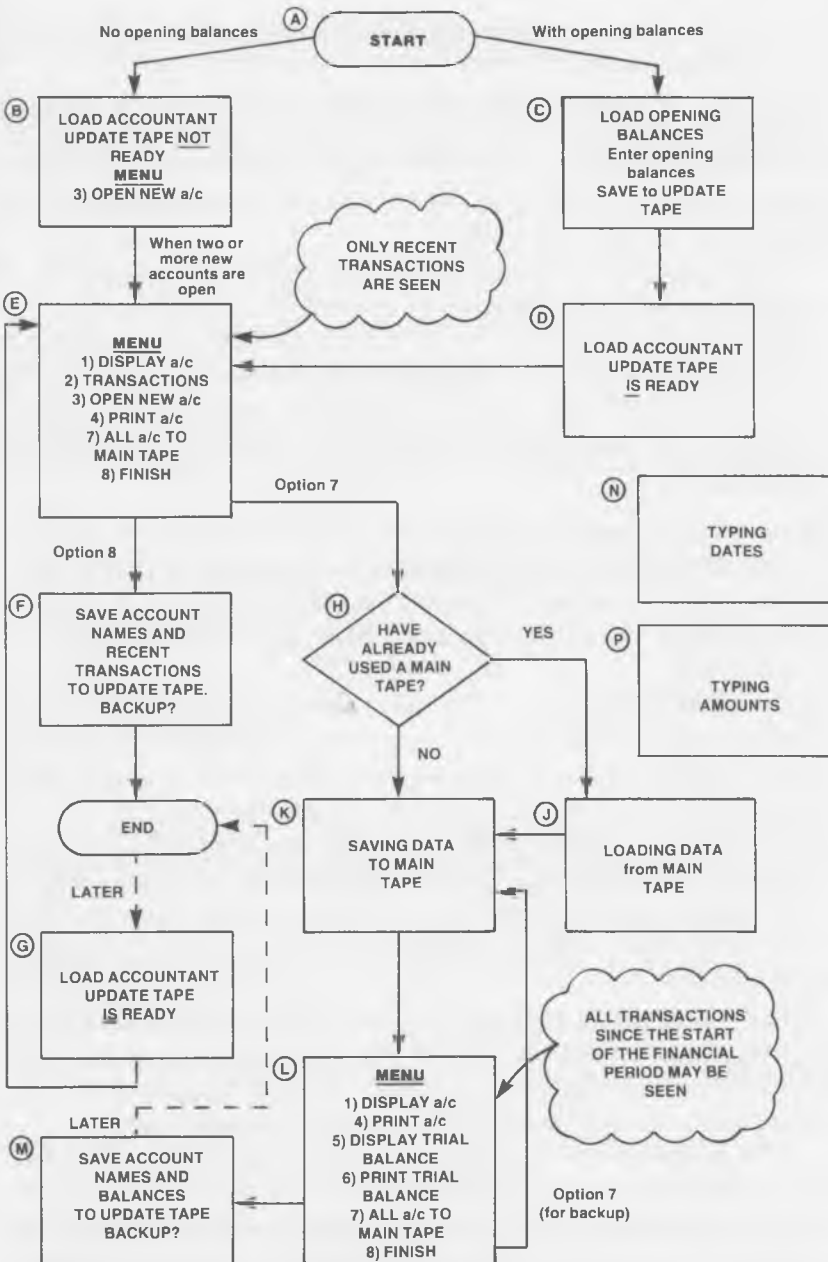 No opening balances
A
START
With opening balances
B
LOAD ACCOUNTANT
UPDATE TAPE NOT
READY
MENU
3) OPEN NEW a/c
C
LOAD OPENING
BALANCES
Enter opening
balances
SAVE to UPDATE
TAPE
When two or
more new
accounts are
open
ONLY RECENT
TRANSACTIONS
ARE SEEN
D
LOAD ACCOUNTANT
UPDATE TAPE
IS READY
E
MENU
1) DISPLAY a/c
2) TRANSACTIONS
3) OPEN NEW a/c
4) PRINT a/c
7) ALL a/c TO
MAIN TAPE
8) FINISH
Option 7
Option 8
N
TYPING
DATES
F
SAVE ACCOUNT
NAMES AND
RECENT
TRANSACTIONS
TO UPDATE TAPE.
BACKUP?
H
HAVE
ALREADY
USED A MAIN
TAPE?
YES
NO
P
TYPING
AMOUNTS
END
LATER
K
SAVING DATA
TO MAIN
TAPE
J
LOADING DATA
from MAIN
TAPE
G
LOAD ACCOUNTANT
UPDATE TAPE
IS READY
LATER
ALL TRANSACTIONS
SINCE THE START
OF THE FINANCIAL
PERIOD MAY BE
SEEN
L
MENU
1) DISPLAY a/c
4) PRINT a/c
5) DISPLAY TRIAL
BALANCE
6) PRINT TRIAL
BALANCE
7) ALL a/c TO
MAIN TAPE
8) FINISH
Option 7
(for backup)
M
SAVE ACCOUNT
NAMES AND
BALANCES
TO UPDATE TAPE
BACKUP?